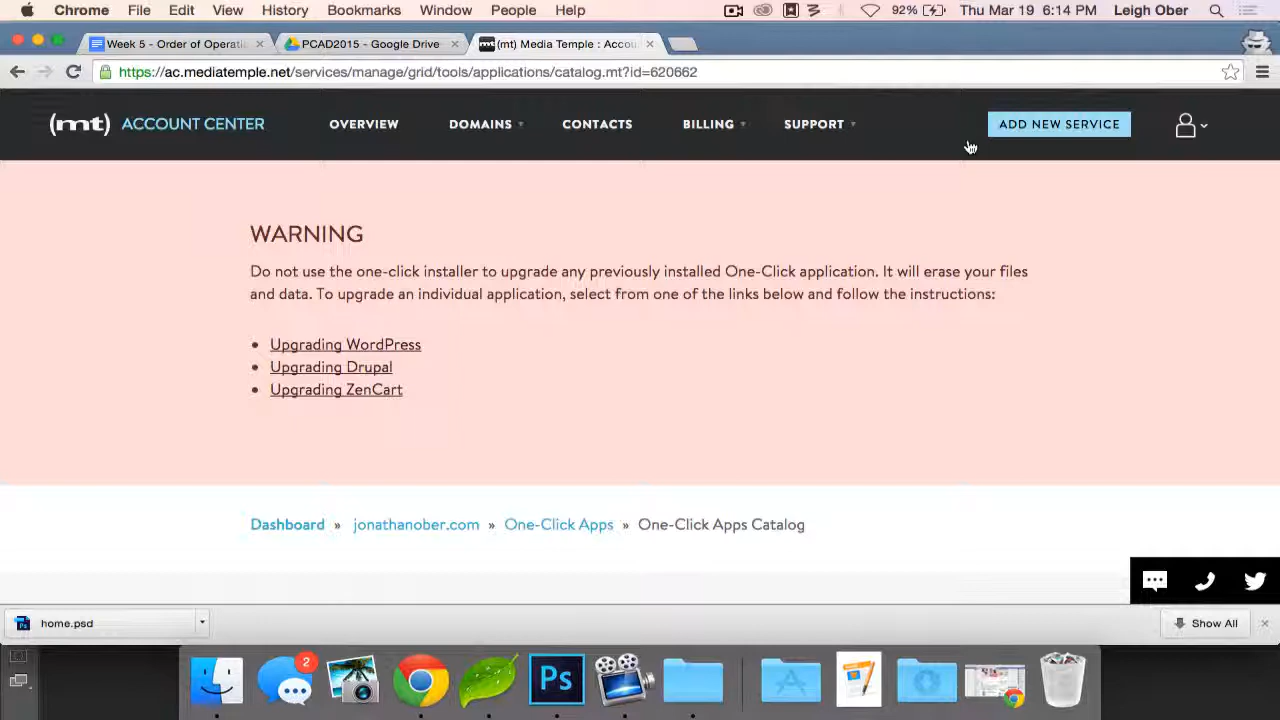 Chrome File Edit View History Bookmarks Window People Help 92% Thu Mar 19 6:14 PM Leigh Ober
Week 5 - Order of Operati
PCAD2015 - Google Drive
(mt) Media Temple : Accou
https://ac.mediatemple.net/services/manage/grid/tools/applications/catalog.mt?id=620662
(mt) ACCOUNT CENTER OVERVIEW DOMAINS CONTACTS BILLING SUPPORT ADD NEW SERVICE
WARNING
Do not use the one-click installer to upgrade any previously installed One-Click application. It will erase your files
and data. To upgrade an individual application, select from one of the links below and follow the instructions:
• Upgrading WordPress
• Upgrading Drupal
• Upgrading ZenCart
Dashboard » jonathanober.com » One-Click Apps » One-Click Apps Catalog
home.psd
Show All
2
Ps